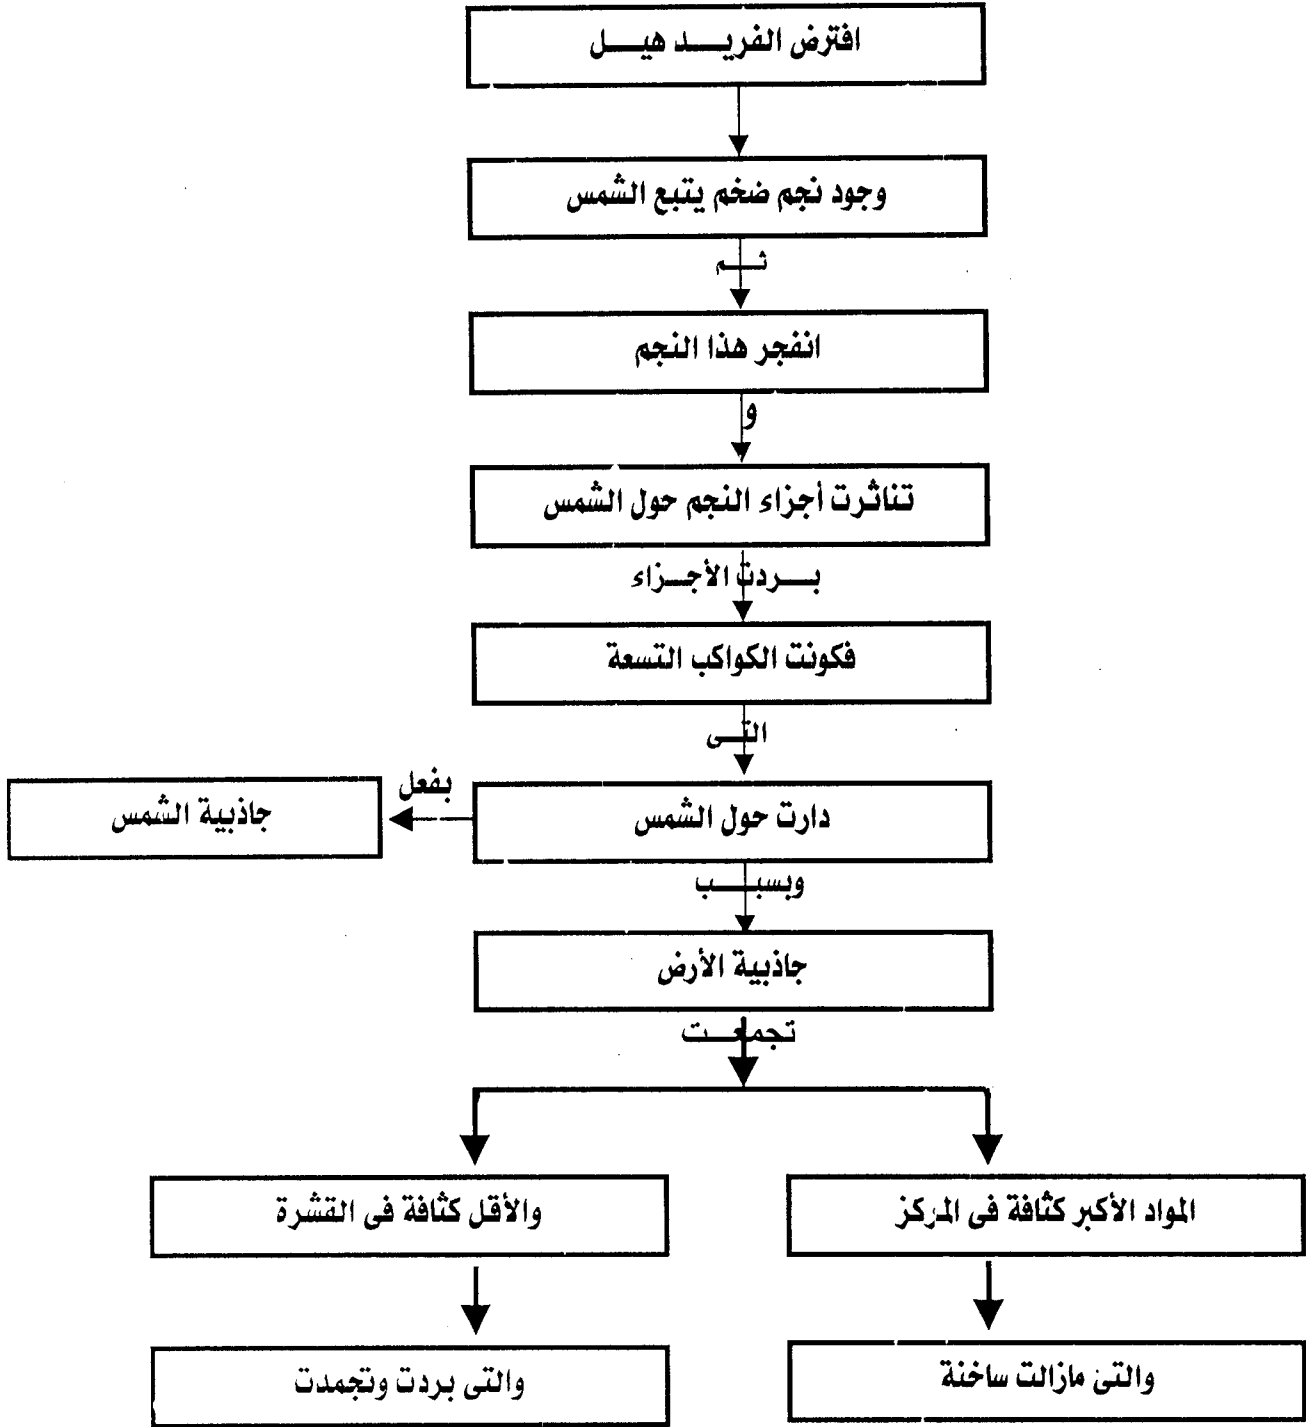 افترض الفريد هيل
وجود نجم ضخم يتبع الشمس
ثم
انفجر هذا النجم
و
تناثرت أجزاء النجم حول الشمس
بردت الأجزاء
فكونت الكواكب التسعة
التى
دارت حول الشمس
بفعل
جاذبية الشمس
وبسبب
جاذبية الأرض
تجمعت
المواد الأكبر كثافة فى المركز
والأقل كثافة فى القشرة
والتى مازالت ساخنة
والتى بردت وتجمدت